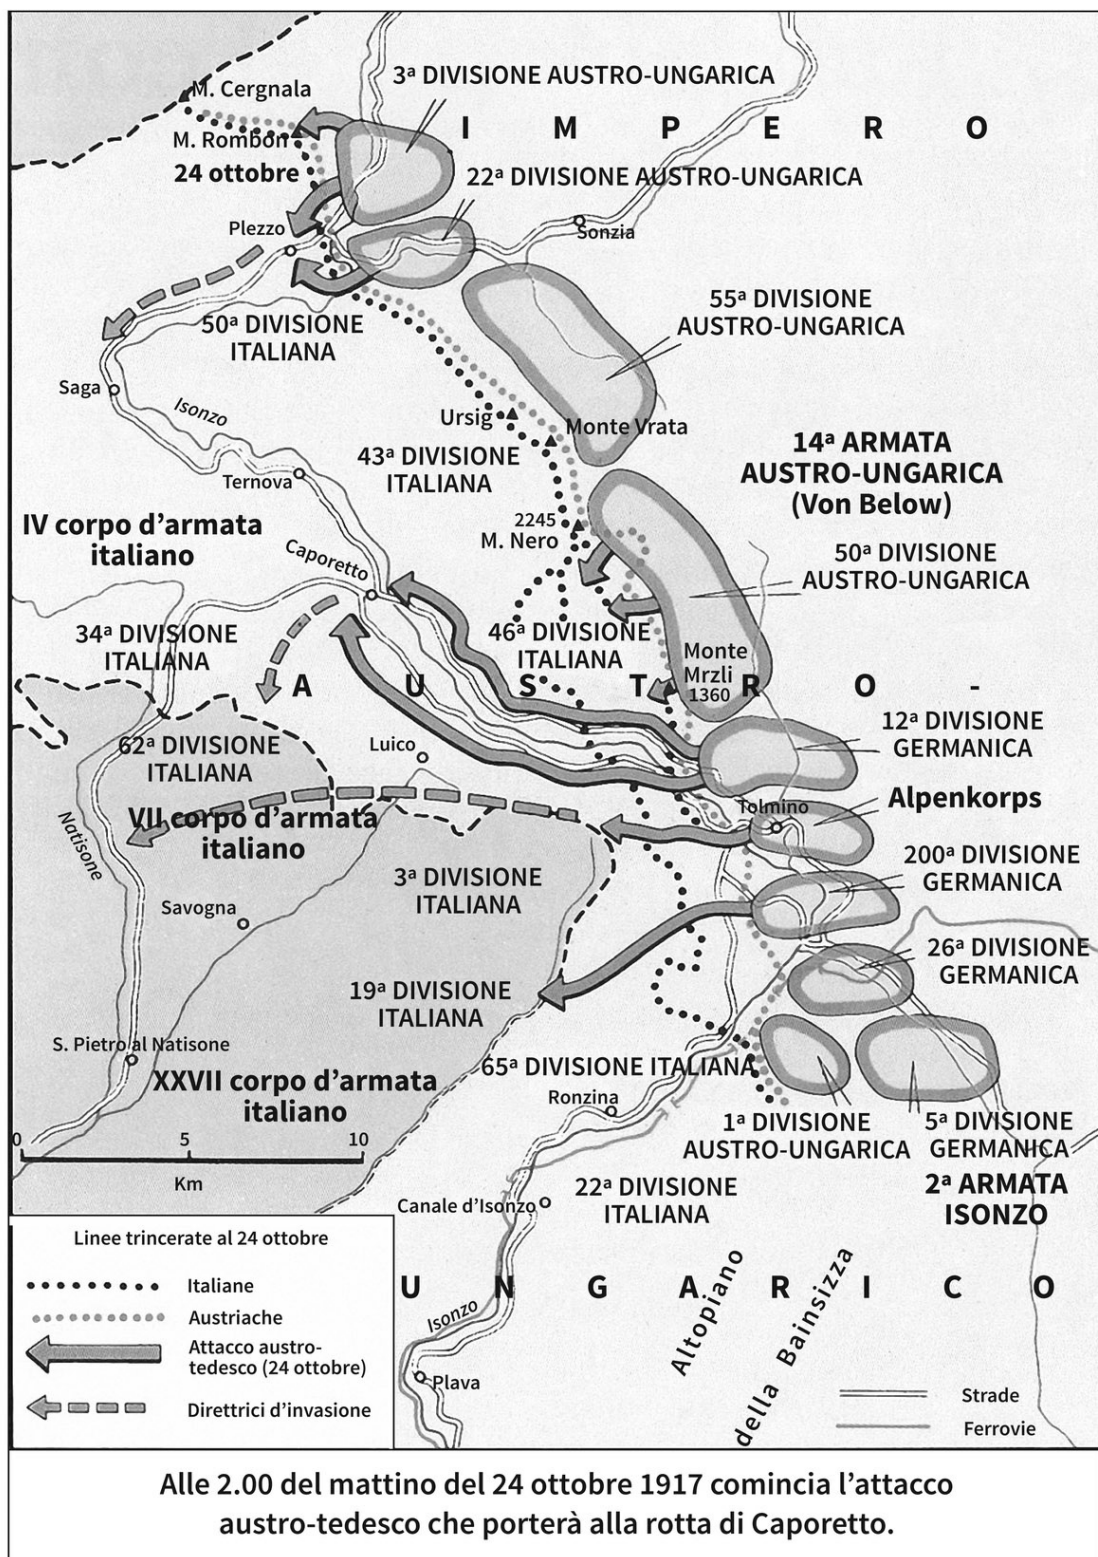 M. Cergnala
3ª DIVISIONE AUSTRO-UNGARICA
I M P E R O
M. Rombon
24 ottobre
22ª DIVISIONE AUSTRO-UNGARICA
Plezzo
Sonzia
50ª DIVISIONE
ITALIANA
55ª DIVISIONE
AUSTRO-UNGARICA
Saga
Isonzo
Ursig
Monte Vrata
43ª DIVISIONE
ITALIANA
14ª ARMATA
AUSTRO-UNGARICA
(Von Below)
Ternova
2245
M. Nero
IV corpo d’armata
italiano
Caporetto
50ª DIVISIONE
AUSTRO-UNGARICA
34ª DIVISIONE
ITALIANA
46ª DIVISIONE
ITALIANA
Monte
Mrzli
1360
A U S T R O -
12ª DIVISIONE
GERMANICA
62ª DIVISIONE
ITALIANA
Luico
Tolmino
Alpenkorps
Natisone
VII corpo d’armata
italiano
3ª DIVISIONE
ITALIANA
200ª DIVISIONE
GERMANICA
Savogna
26ª DIVISIONE
GERMANICA
19ª DIVISIONE
ITALIANA
S. Pietro al Natisone
65ª DIVISIONE ITALIANA
XXVII corpo d’armata
italiano
Ronzina
1ª DIVISIONE
AUSTRO-UNGARICA
5ª DIVISIONE
GERMANICA
0 5 10
Km
22ª DIVISIONE
ITALIANA
2ª ARMATA
ISONZO
Canale d’Isonzo
U N G A R I C O
Isonzo
Altopiano
della Bainsizza
Plava
Linee trincerate al 24 ottobre
Italiane
Austriache
Attacco austro-
tedesco (24 ottobre)
Direttrici d’invasione
Strade
Ferrovie
Alle 2.00 del mattino del 24 ottobre 1917 comincia l’attacco
austro-tedesco che porterà alla rotta di Caporetto.